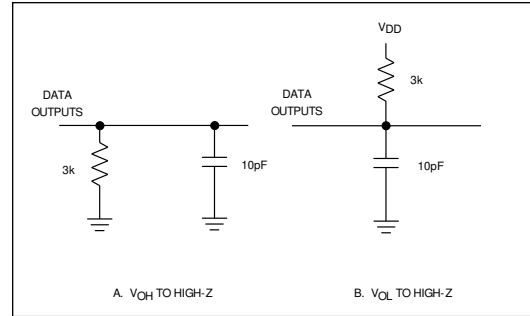 DATA
OUTPUTS
3k
10pF
A. VOH TO HIGH-Z
VDD
3k
DATA
OUTPUTS
10pF
B. VOL TO HIGH-Z